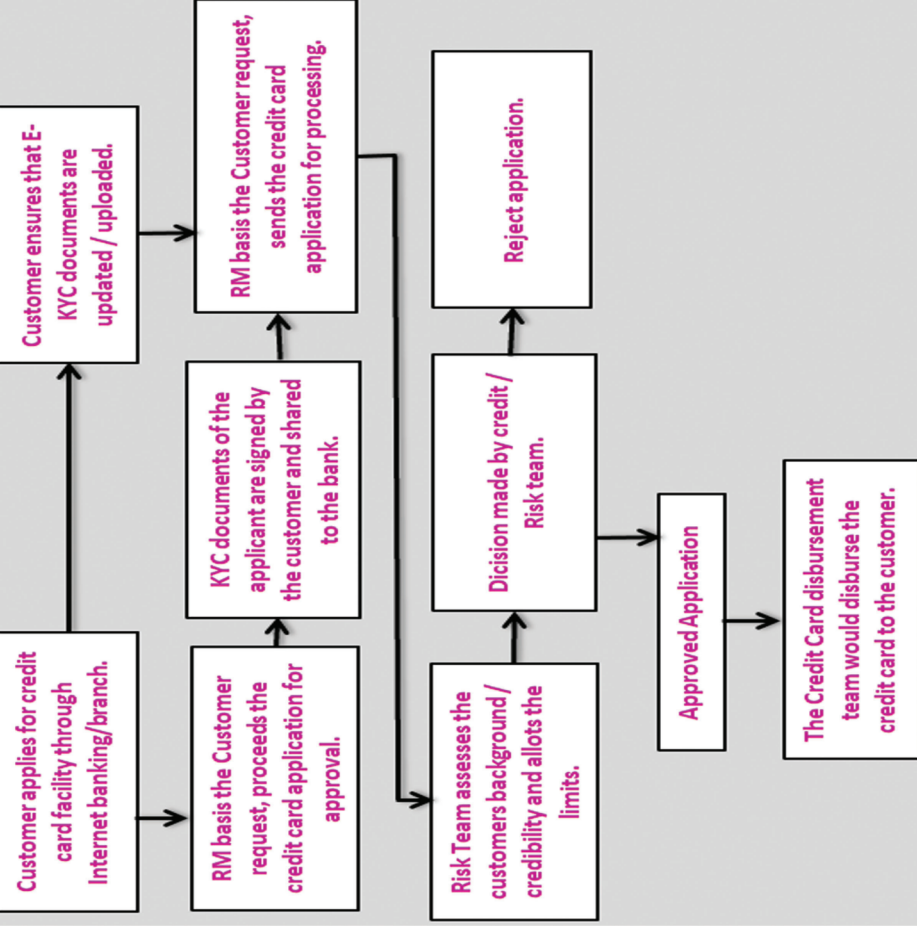 Customer applies for credit
card facility through
Internet banking/branch.
Customer ensures that E-
KYC documents are
updated / uploaded.
RM basis the Customer
request, proceeds the
credit card application for
approval.
KYC documents of the
applicant are signed by
the customer and shared
to the bank.
RM basis the Customer request,
sends the credit card
application for processing.
Risk Team assesses the
customers background /
credibility and allots the
limits.
Dicision made by credit /
Risk team.
Reject application.
Approved Application
The Credit Card disbursement
team would disburse the
credit card to the customer.